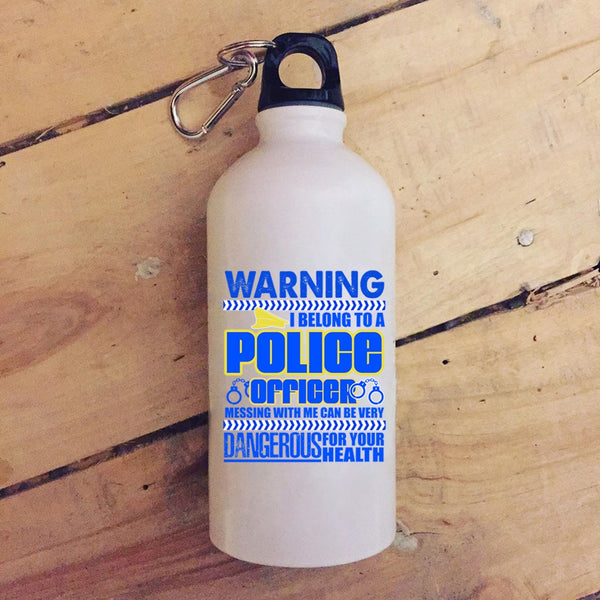 WARNING
I BELONG TO A
POLICE
OFFICER
MESSING WITH ME CAN BE VERY
DANGEROUS FOR YOUR
HEALTH